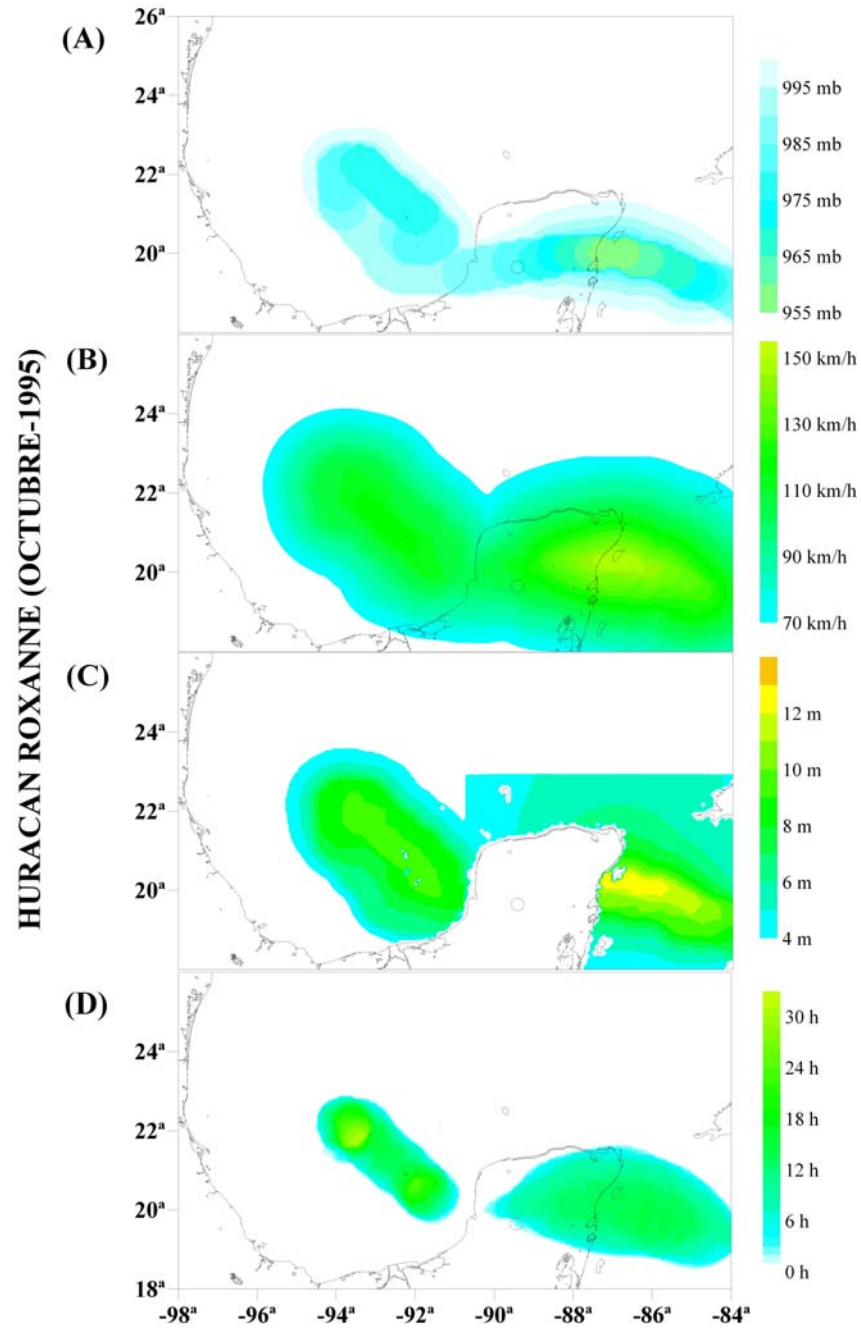 HURACAN ROXANNE (OCTUBRE-1995)
(A)
26ª
24ª
22ª
20ª
995 mb
985 mb
975 mb
965 mb
955 mb
(B)
24ª
22ª
20ª
150 km/h
130 km/h
110 km/h
90 km/h
70 km/h
(C)
24ª
22ª
20ª
12 m
10 m
8 m
6 m
4 m
(D)
24ª
22ª
20ª
18ª
30 h
24 h
18 h
12 h
6 h
0 h
-98ª -96ª -94ª -92ª -90ª -88ª -86ª -84ª